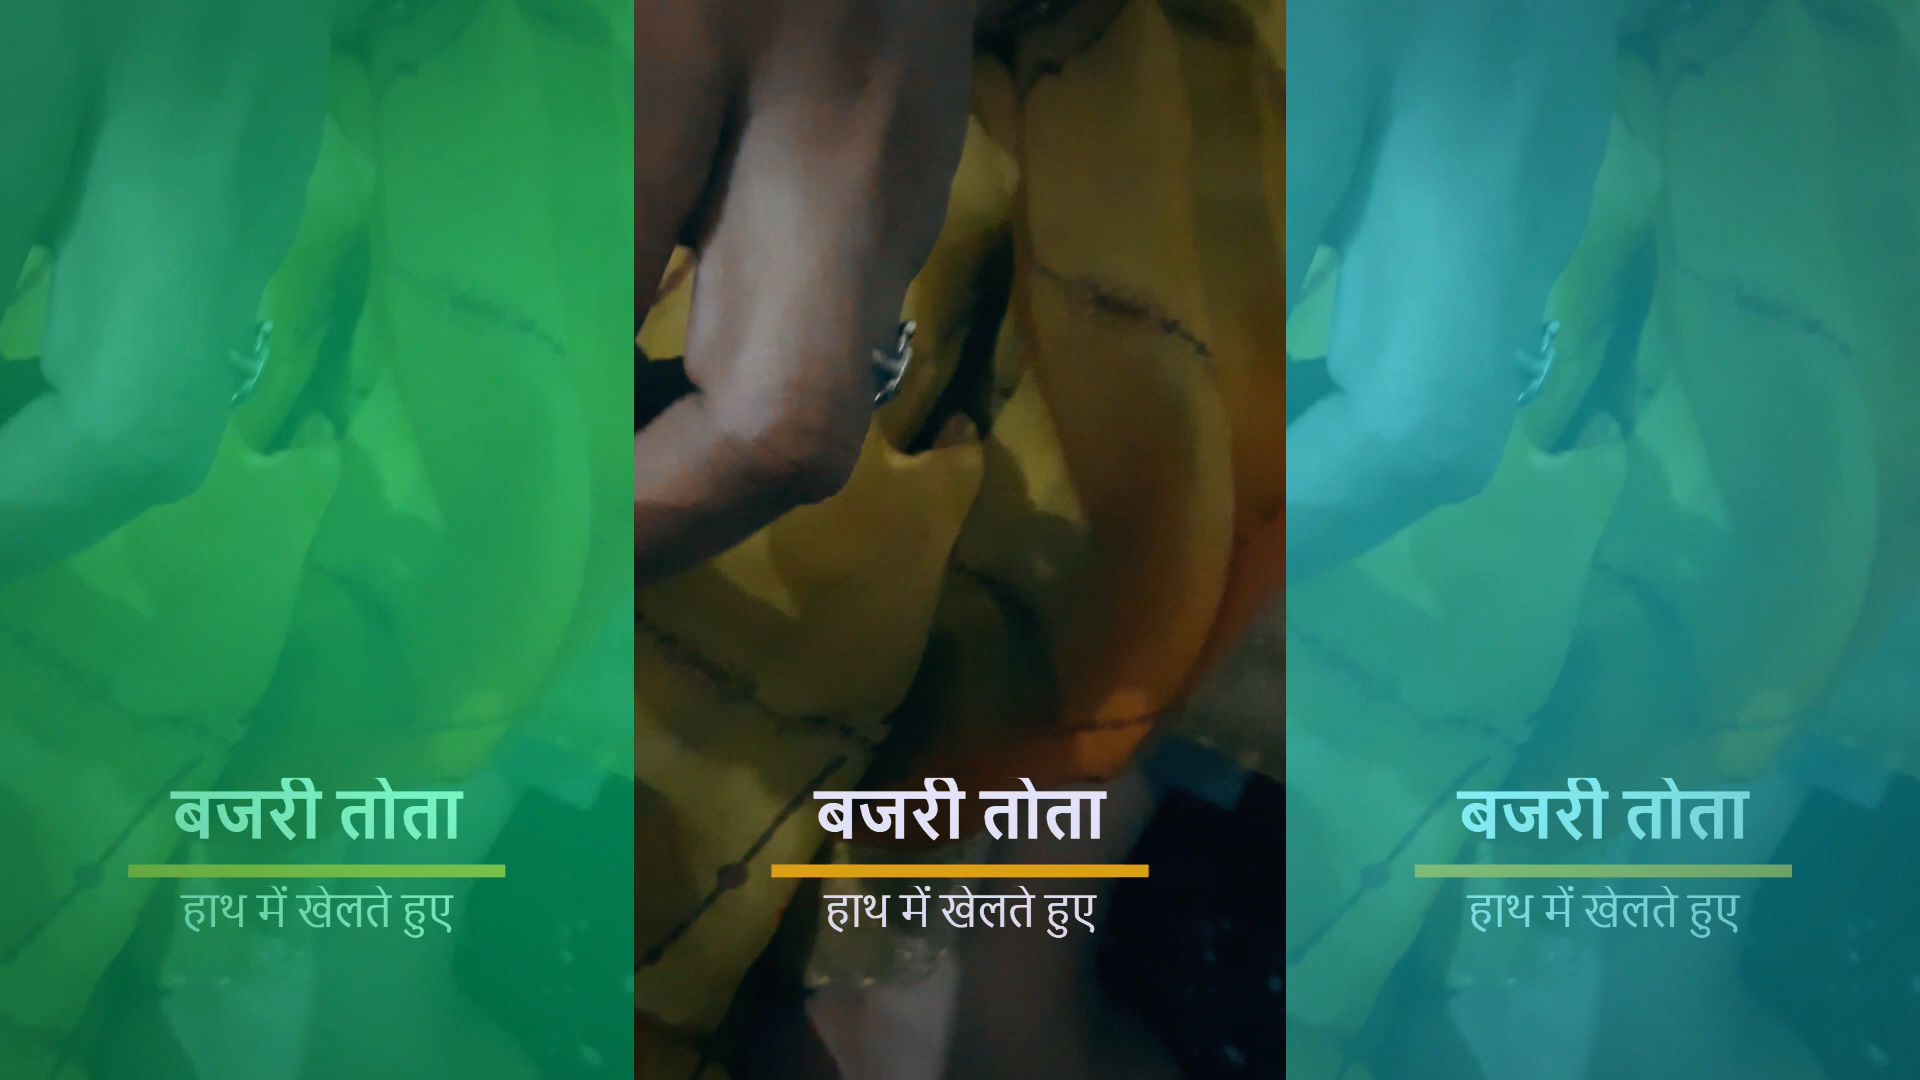 बजरी तोता
हाथ में खेलते हुए
बजरी तोता
हाथ में खेलते हुए
बजरी तोता
हाथ में खेलते हुए